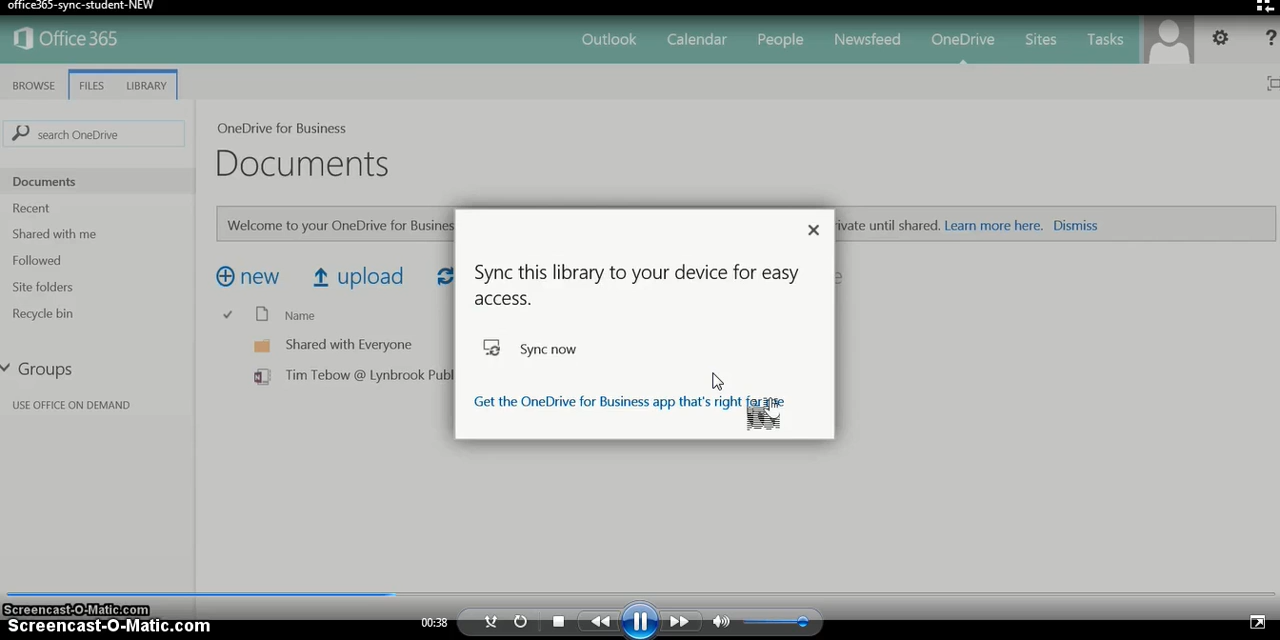 office365-sync-student-NEW
Office 365
Outlook Calendar People Newsfeed OneDrive Sites Tasks ?
BROWSE FILES LIBRARY
search OneDrive
Documents
Recent
Shared with me
Followed
Site folders
Recycle bin
Groups
USE OFFICE ON DEMAND
OneDrive for Business
Documents
Welcome to your OneDrive for Busines
ivate until shared. Learn more here. Dismiss
new upload
Name
Shared with Everyone
Tim Tebow @ Lynbrook Publ
Sync this library to your device for easy
access.
Sync now
Get the OneDrive for Business app that's right for me
Screencast-O-Matic.com
Screencast-O-Matic.com
00:38